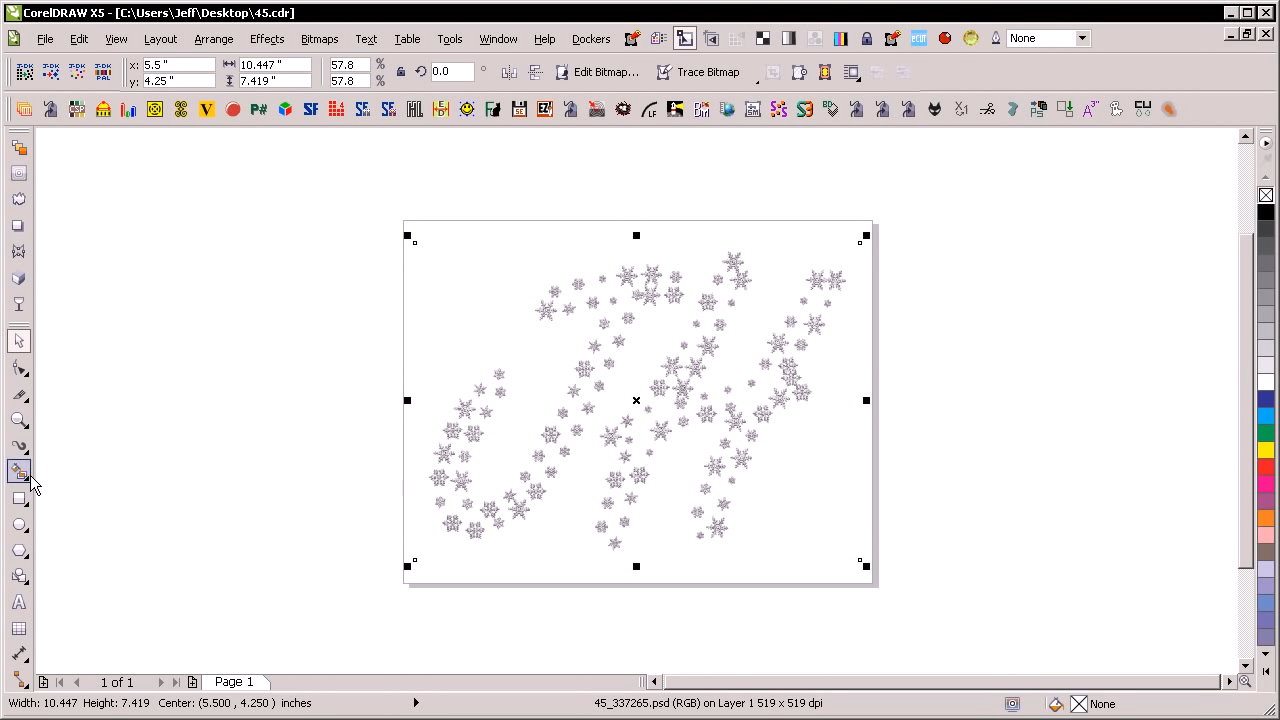 CorelDRAW X5 - [C:\Users\Jeff\Desktop\45.cdr]
File Edit View Layout Arrange Effects Bitmaps Text Table Tools Window Help Dockers None
x: 5.5 " 10.447 " 57.8 % 0.0 ° Edit Bitmap... Trace Bitmap
y: 4.25 " 7.419 " 57.8 %
1 of 1 Page 1
Width: 10.447 Height: 7.419 Center: (5.500 , 4.250 ) inches 45_337265.psd (RGB) on Layer 1 519 x 519 dpi None